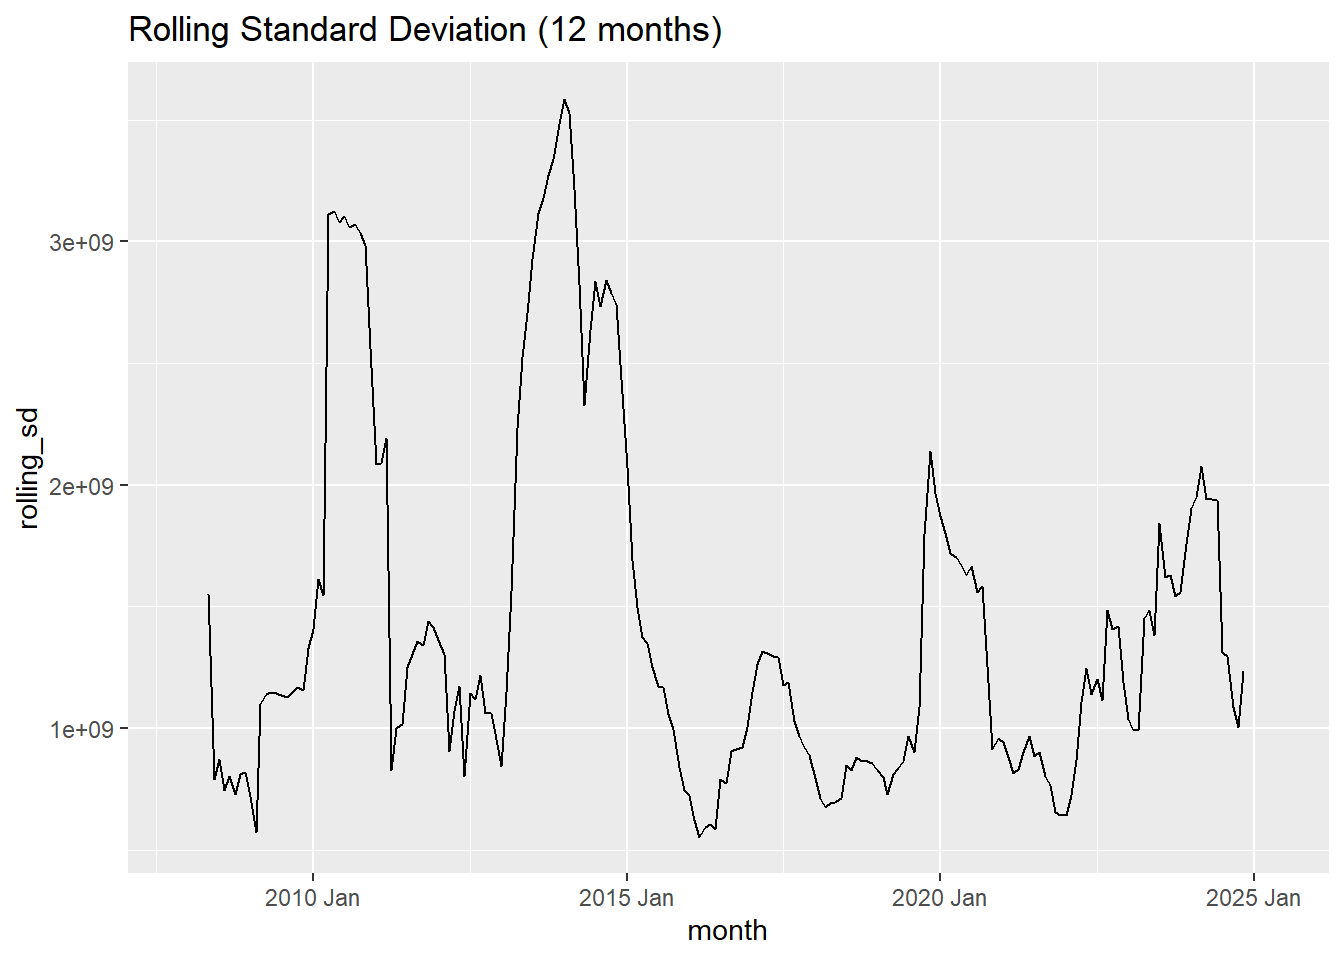 Rolling Standard Deviation (12 months)
3e+09
2e+09
1e+09
rolling_sd
2010 Jan
2015 Jan
2020 Jan
2025 Jan
month